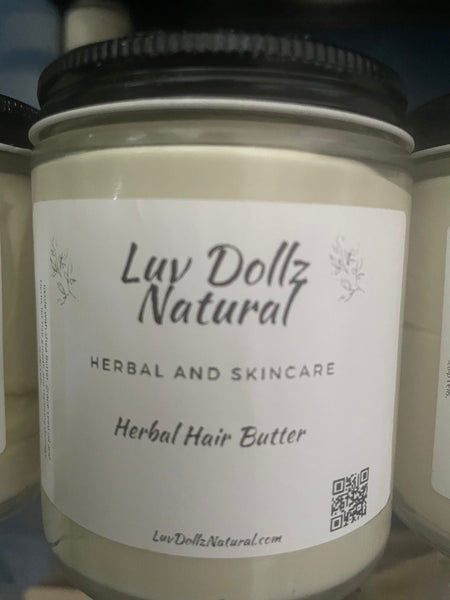 Luv Dollz
Natural
HERBAL AND SKINCARE
Herbal Hair Butter
LuvDollzNatural.com